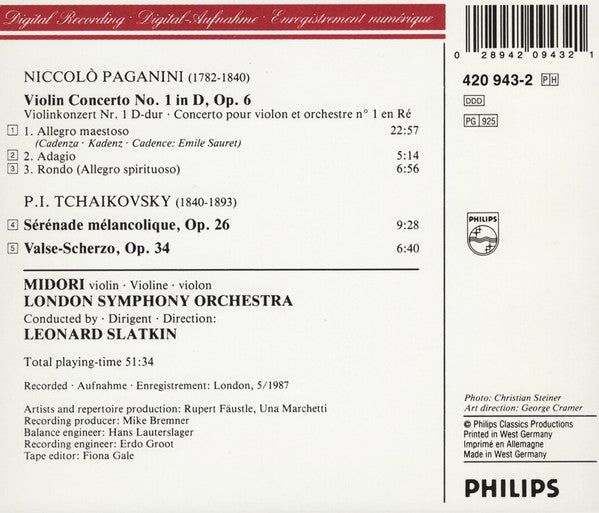 Digital Recording · Digital-Aufnahme · Enregistrement numérique
NICCOLÒ PAGANINI (1782-1840)
Violin Concerto No. 1 in D, Op. 6
Violinkonzert Nr. 1 D-dur · Concerto pour violon et orchestre n° 1 en Ré
1 1. Allegro maestoso 22:57
(Cadenza · Kadenz · Cadence: Emile Sauret)
2 2. Adagio 5:14
3 3. Rondo (Allegro spirituoso) 6:56
P.I. TCHAIKOVSKY (1840-1893)
4 Sérénade mélancolique, Op. 26 9:28
5 Valse-Scherzo, Op. 34 6:40
MIDORI violin · Violine · violon
LONDON SYMPHONY ORCHESTRA
Conducted by · Dirigent · Direction:
LEONARD SLATKIN
Total playing-time 51:34
Recorded · Aufnahme · Enregistrement: London, 5/1987
Artists and repertoire production: Rupert Fäustle, Una Marchetti
Recording producer: Mike Bremner
Balance engineer: Hans Lauterslager
Recording engineer: Erdo Groot
Tape editor: Fiona Gale
0 28942 09432 1
420 943-2 PH
DDD
PG 925
PHILIPS
Photo: Christian Steiner
Art direction: George Cramer
© Philips Classics Productions
Printed in West Germany
Imprimé en Allemagne
Made in West Germany
PHILIPS